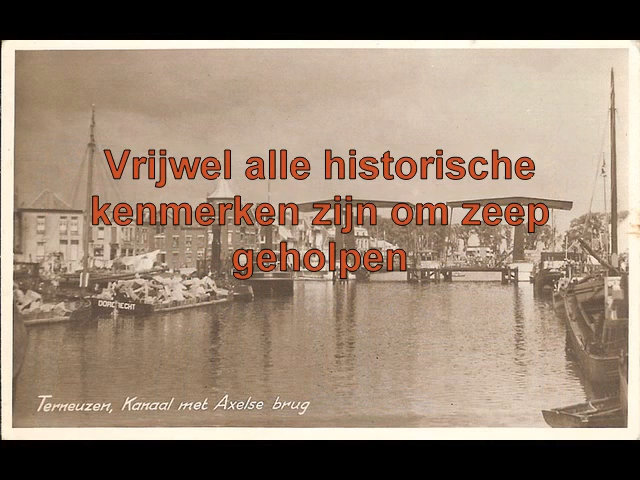 Vrijwel alle historische
kenmerken zijn om zeep
geholpen
DORDRECHT
Terneuzen, Kanaal met Axelse brug